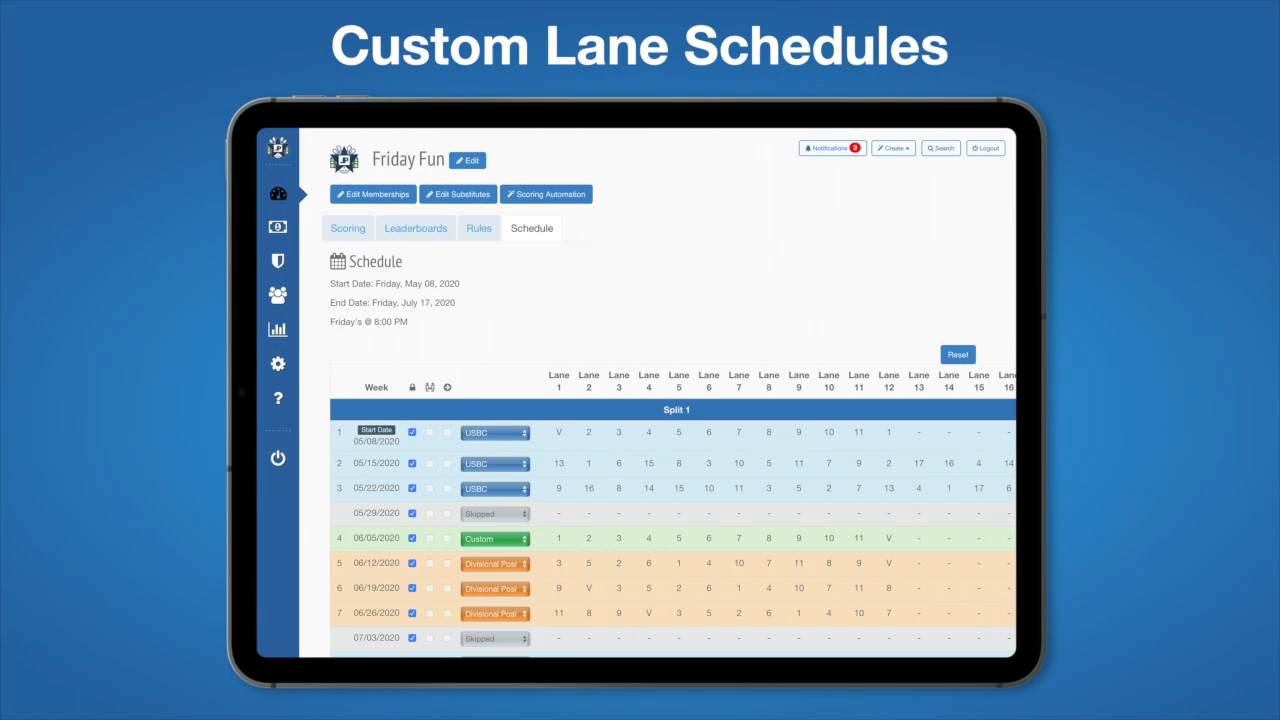 Custom Lane Schedules
Friday Fun Edit
Notifications 3 Create Search Logout
Edit Memberships Edit Substitutes Scoring Automation
Scoring Leaderboards Rules Schedule
Schedule
Start Date: Friday, May 08, 2020
End Date: Friday, July 17, 2020
Friday's @ 8:00 PM
Reset
Week Lane 1 Lane 2 Lane 3 Lane 4 Lane 5 Lane 6 Lane 7 Lane 8 Lane 9 Lane 10 Lane 11 Lane 12 Lane 13 Lane 14 Lane 15 Lane 16
Split 1
1 Start Date 05/08/2020 USBC V 2 3 4 5 6 7 8 9 10 11 1 - - - -
2 05/15/2020 USBC 13 1 6 15 8 3 10 5 11 7 9 2 17 16 4 14
3 05/22/2020 USBC 9 16 8 14 15 10 11 3 5 2 7 13 4 1 17 6
05/29/2020 Skipped - - - - - - - - - - - - - - - -
4 06/05/2020 Custom 1 2 3 4 5 6 7 8 9 10 11 V - - - -
5 06/12/2020 Divisional Posi 3 5 2 6 1 4 10 7 11 8 9 V - - - -
6 06/19/2020 Divisional Posi 9 V 3 5 2 6 1 4 10 7 11 8 - - - -
7 06/26/2020 Divisional Posi 11 8 9 V 3 5 2 6 1 4 10 7 - - - -
07/03/2020 Skipped - - - - - - - - - - - - - - - -